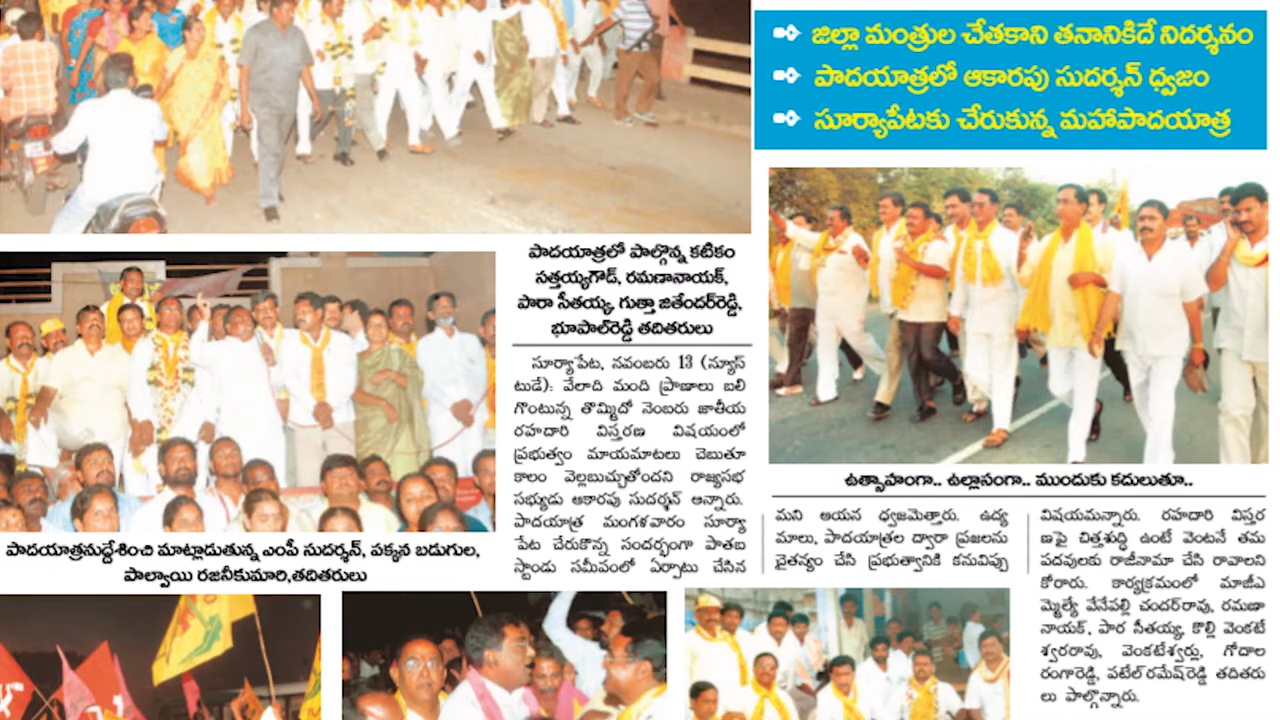 జిల్లా మంత్రుల చేతకాని తనానికిదే నిదర్శనం
పాదయాత్రలో ఆకారపు సుదర్శన్ ధ్వజం
సూర్యాపేటకు చేరుకున్న మహాపాదయాత్ర
పాదయాత్రలో పాల్గొన్న కటికం
సత్తయ్యగౌడ్, రమణానాయక్,
పారా సీతయ్య, గుత్తా జితేందర్‌రెడ్డి,
భూపాల్‌రెడ్డి తదితరులు
సూర్యాపేట, నవంబరు 13 (న్యూస్
టుడే): వేలాది మంది ప్రాణాలు బలి
గొంటున్న తొమ్మిదో నెంబరు జాతీయ
రహదారి విస్తరణ విషయంలో
ప్రభుత్వం మాయమాటలు చెబుతూ
కాలం వెల్లబుచ్చుతోందని రాజ్యసభ
సభ్యుడు ఆకారపు సుదర్శన్ ఆన్నారు.
పాదయాత్ర మంగళవారం సూర్యా
పేట చేరుకొన్న సందర్భంగా పాతబ
స్టాండు సమీపంలో ఏర్పాటు చేసిన
ఉత్సాహంగా.. ఉల్లాసంగా.. ముందుకు కదులుతూ..
మని ఆయన ధ్వజమెత్తారు. ఉద్య
మాలు, పాదయాత్రల ద్వారా ప్రజలను
చైతన్యం చేసి ప్రభుత్వానికి కనువిప్పు
విషయమన్నారు. రహదారి విస్తర
ణపై చిత్తశుద్ధి ఉంటే వెంటనే తమ
పదవులకు రాజీనామా చేసి రావాలని
కోరారు. కార్యక్రమంలో మాజీఎ
మ్మెల్యే వేనేపల్లి చందర్‌రావు, రమణా
నాయక్, పార సీతయ్య, కొల్లి వెంకటే
శ్వరరావు, వెంకటేశ్వర్లు, గోదాల
రంగారెడ్డి, పటేల్ రమేష్‌రెడ్డి తదితరు
లు పాల్గొన్నారు.
పాదయాత్రనుద్దేశించి మాట్లాడుతున్న ఎంపీ సుదర్శన్, పక్కన బడుగుల,
పాల్వాయి రజనీకుమారి,తదితరులు